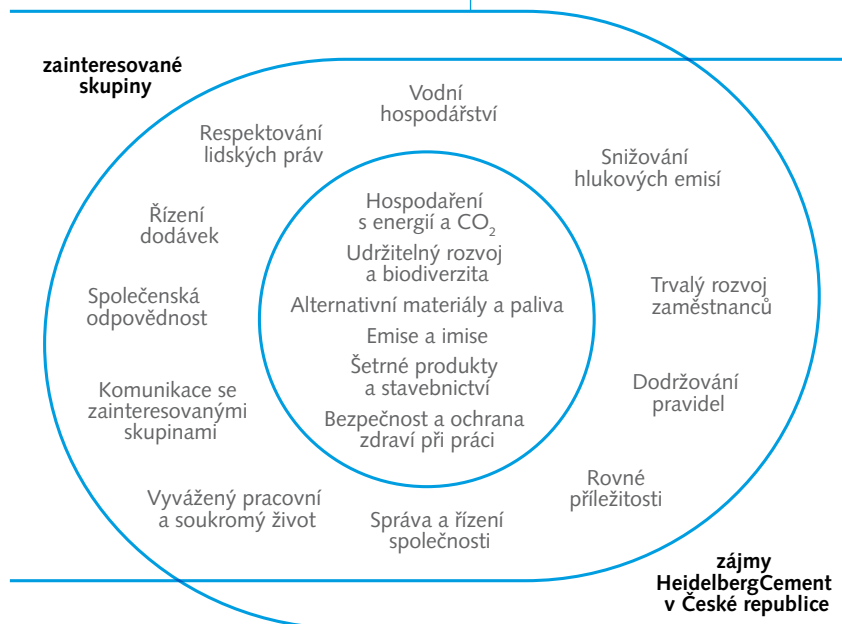 zainteresované
skupiny
Vodní
hospodářství
Respektování
lidských práv
Snižování
hlukových emisí
Řízení
dodávek
Hospodaření
s energií a CO₂
Udržitelný rozvoj
a biodiverzita
Alternativní materiály a paliva
Emise a imise
Šetrné produkty
a stavebnictví
Bezpečnost a ochrana
zdraví při práci
Společenská
odpovědnost
Trvalý rozvoj
zaměstnanců
Komunikace se
zainteresovanými
skupinami
Dodržování
pravidel
Vyvážený pracovní
a soukromý život
Správa a řízení
společnosti
Rovné
příležitosti
zájmy
HeidelbergCement
v České republice